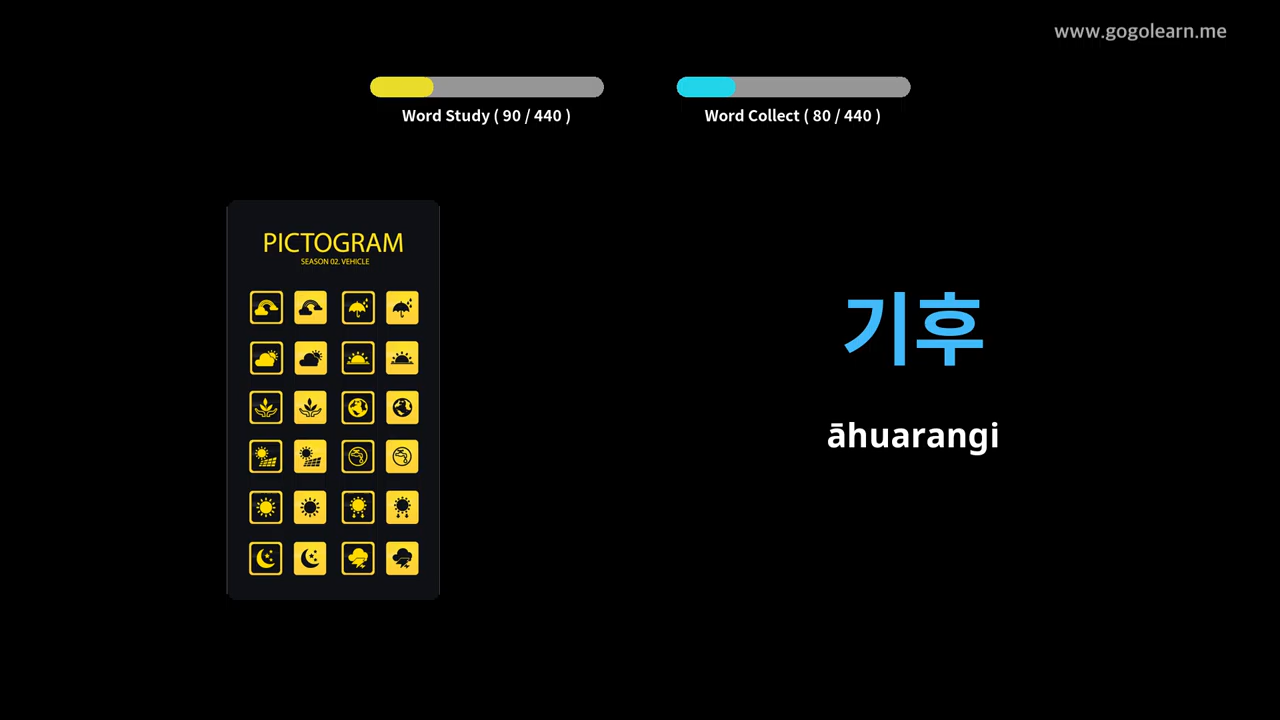 www.gogolearn.me
Word Study ( 90 / 440 )
Word Collect ( 80 / 440 )
PICTOGRAM
SEASON 02. VEHICLE
기후
āhuarangi